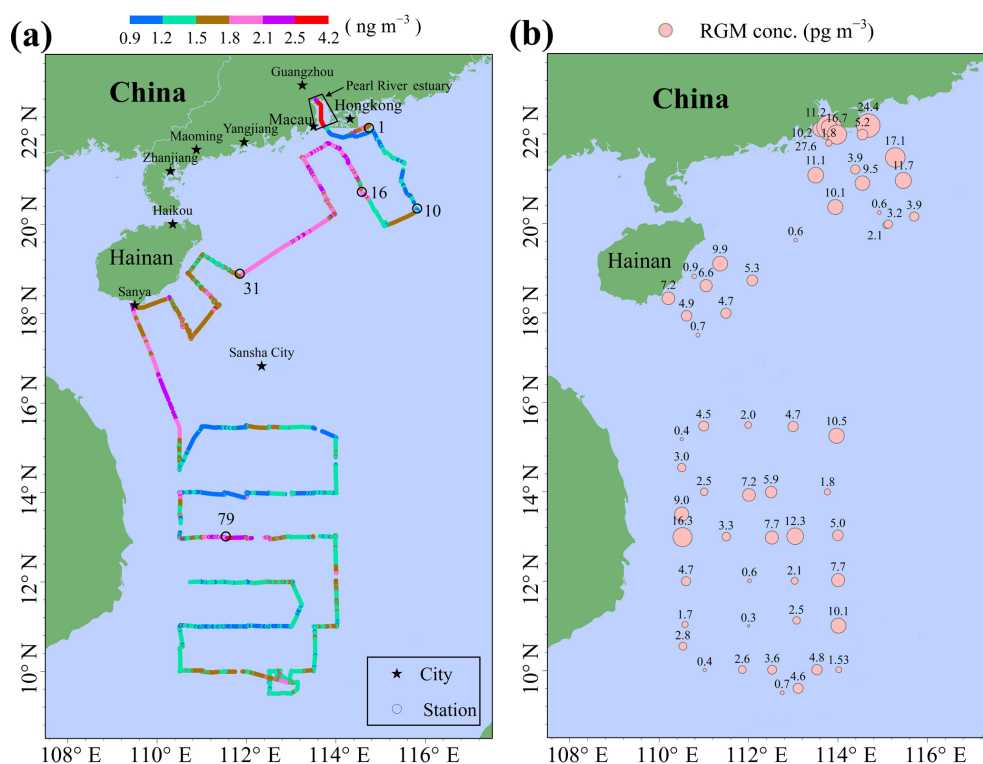 (a)
( ng m⁻³)
0.9 1.2 1.5 1.8 2.1 2.5 4.2
Guangzhou
China
Pearl River estuary
Hongkong
Macau
1
Yangjiang
Maoming
Zhanjiang
16
10
Haikou
Hainan
31
Sanya
Sansha City
79
City
Station
22° N
20° N
18° N
16° N
14° N
12° N
10° N
108° E 110° E 112° E 114° E 116° E
(b)
RGM conc. (pg m⁻³)
China
11.2
24.4
16.7
5.2
10.2
1.8
27.6
17.1
11.1
3.9
9.5
11.7
10.1
0.6
3.2
3.9
2.1
0.6
Hainan
9.9
0.9
6.6
5.3
7.2
4.9
4.7
0.7
4.5
2.0
4.7
10.5
0.4
3.0
2.5
7.2
5.9
1.8
9.0
16.3
3.3
7.7
12.3
5.0
4.7
0.6
2.1
7.7
1.7
0.3
2.5
10.1
2.8
0.4
2.6
3.6
4.8
1.53
0.7
4.6
22° N
20° N
18° N
16° N
14° N
12° N
10° N
108° E 110° E 112° E 114° E 116° E